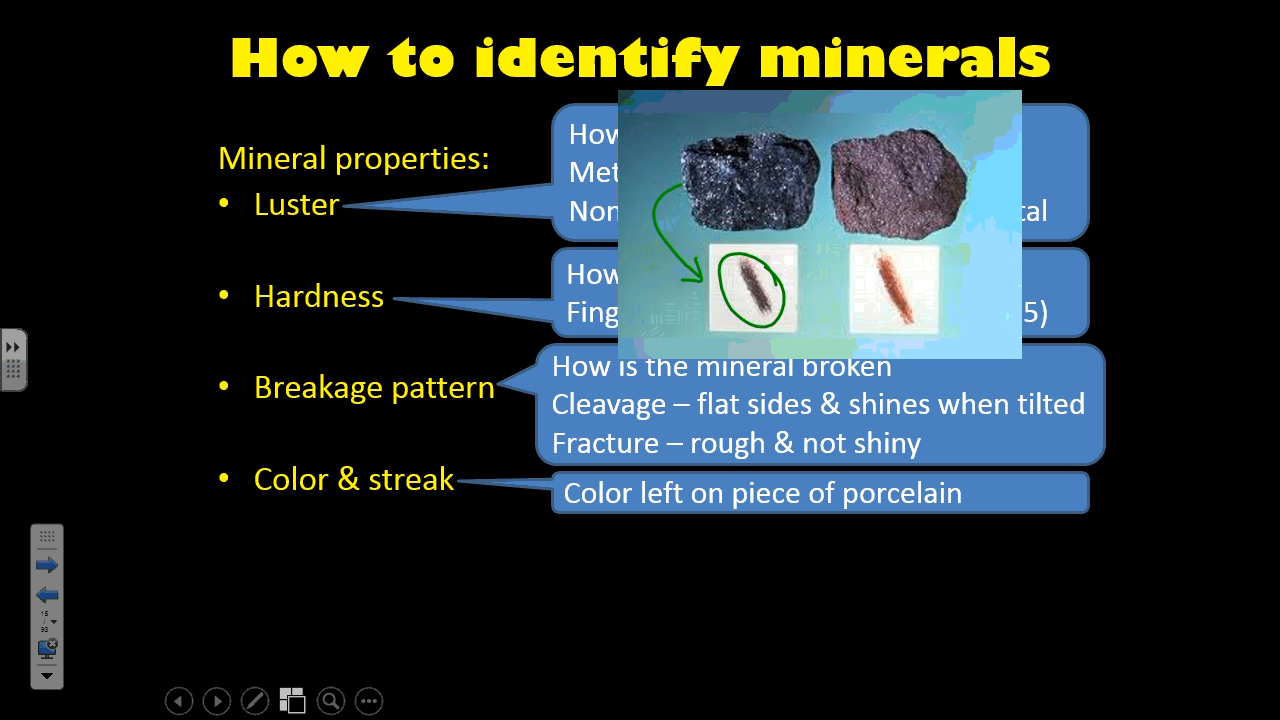 How to identify minerals
Mineral properties:
• Luster
How
Met
Non tal
• Hardness
How
Fing 5)
• Breakage pattern
How is the mineral broken
Cleavage – flat sides & shines when tilted
Fracture – rough & not shiny
• Color & streak
Color left on piece of porcelain
15
/
93